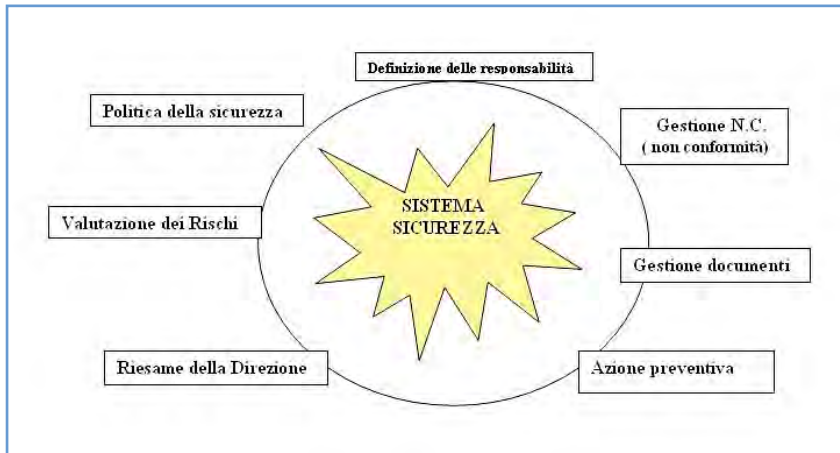 Definizione delle responsabilità
Politica della sicurezza
Gestione N.C.
( non conformità)
SISTEMA
SICUREZZA
Valutazione dei Rischi
Gestione documenti
Riesame della Direzione
Azione preventiva